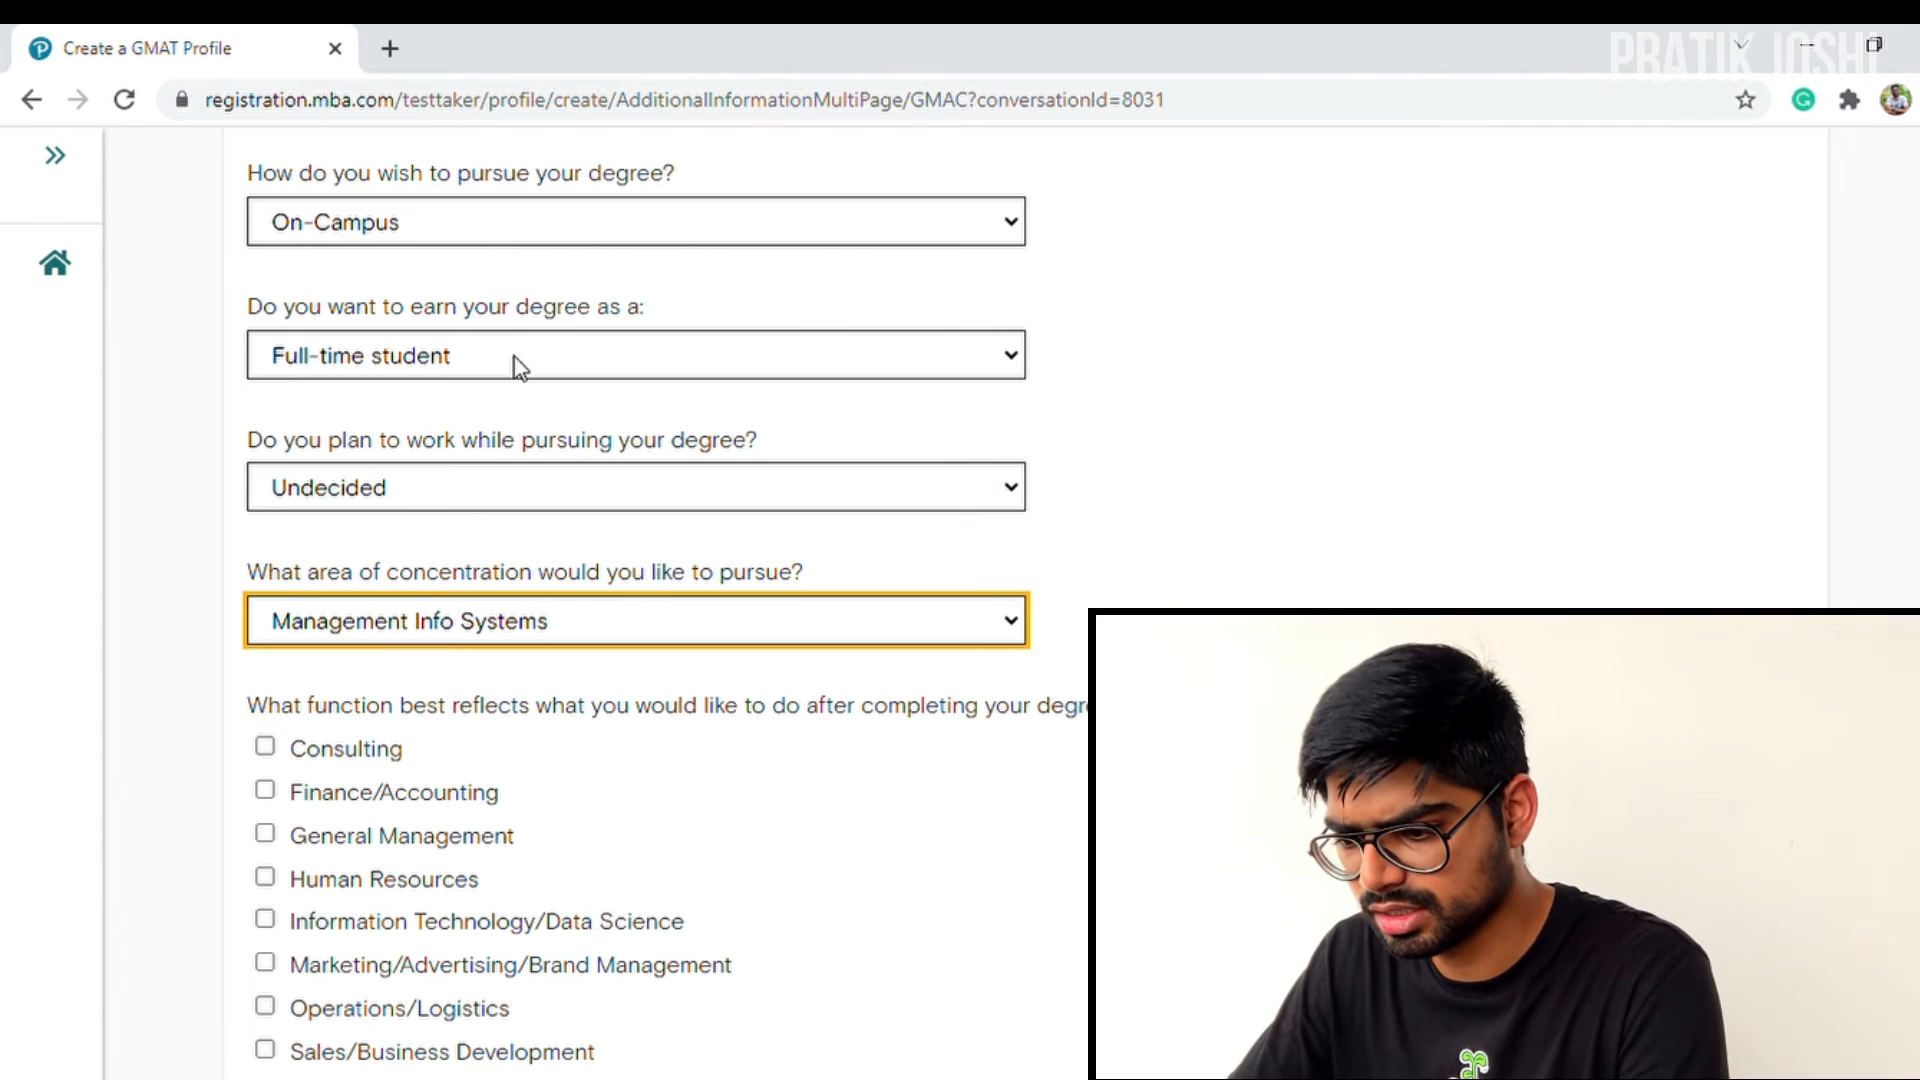 Create a GMAT Profile
PRATIK JOSHI
registration.mba.com/testtaker/profile/create/AdditionalInformationMultiPage/GMAC?conversationId=8031
How do you wish to pursue your degree?
On-Campus
Do you want to earn your degree as a:
Full-time student
Do you plan to work while pursuing your degree?
Undecided
What area of concentration would you like to pursue?
Management Info Systems
What function best reflects what you would like to do after completing your degr
Consulting
Finance/Accounting
General Management
Human Resources
Information Technology/Data Science
Marketing/Advertising/Brand Management
Operations/Logistics
Sales/Business Development